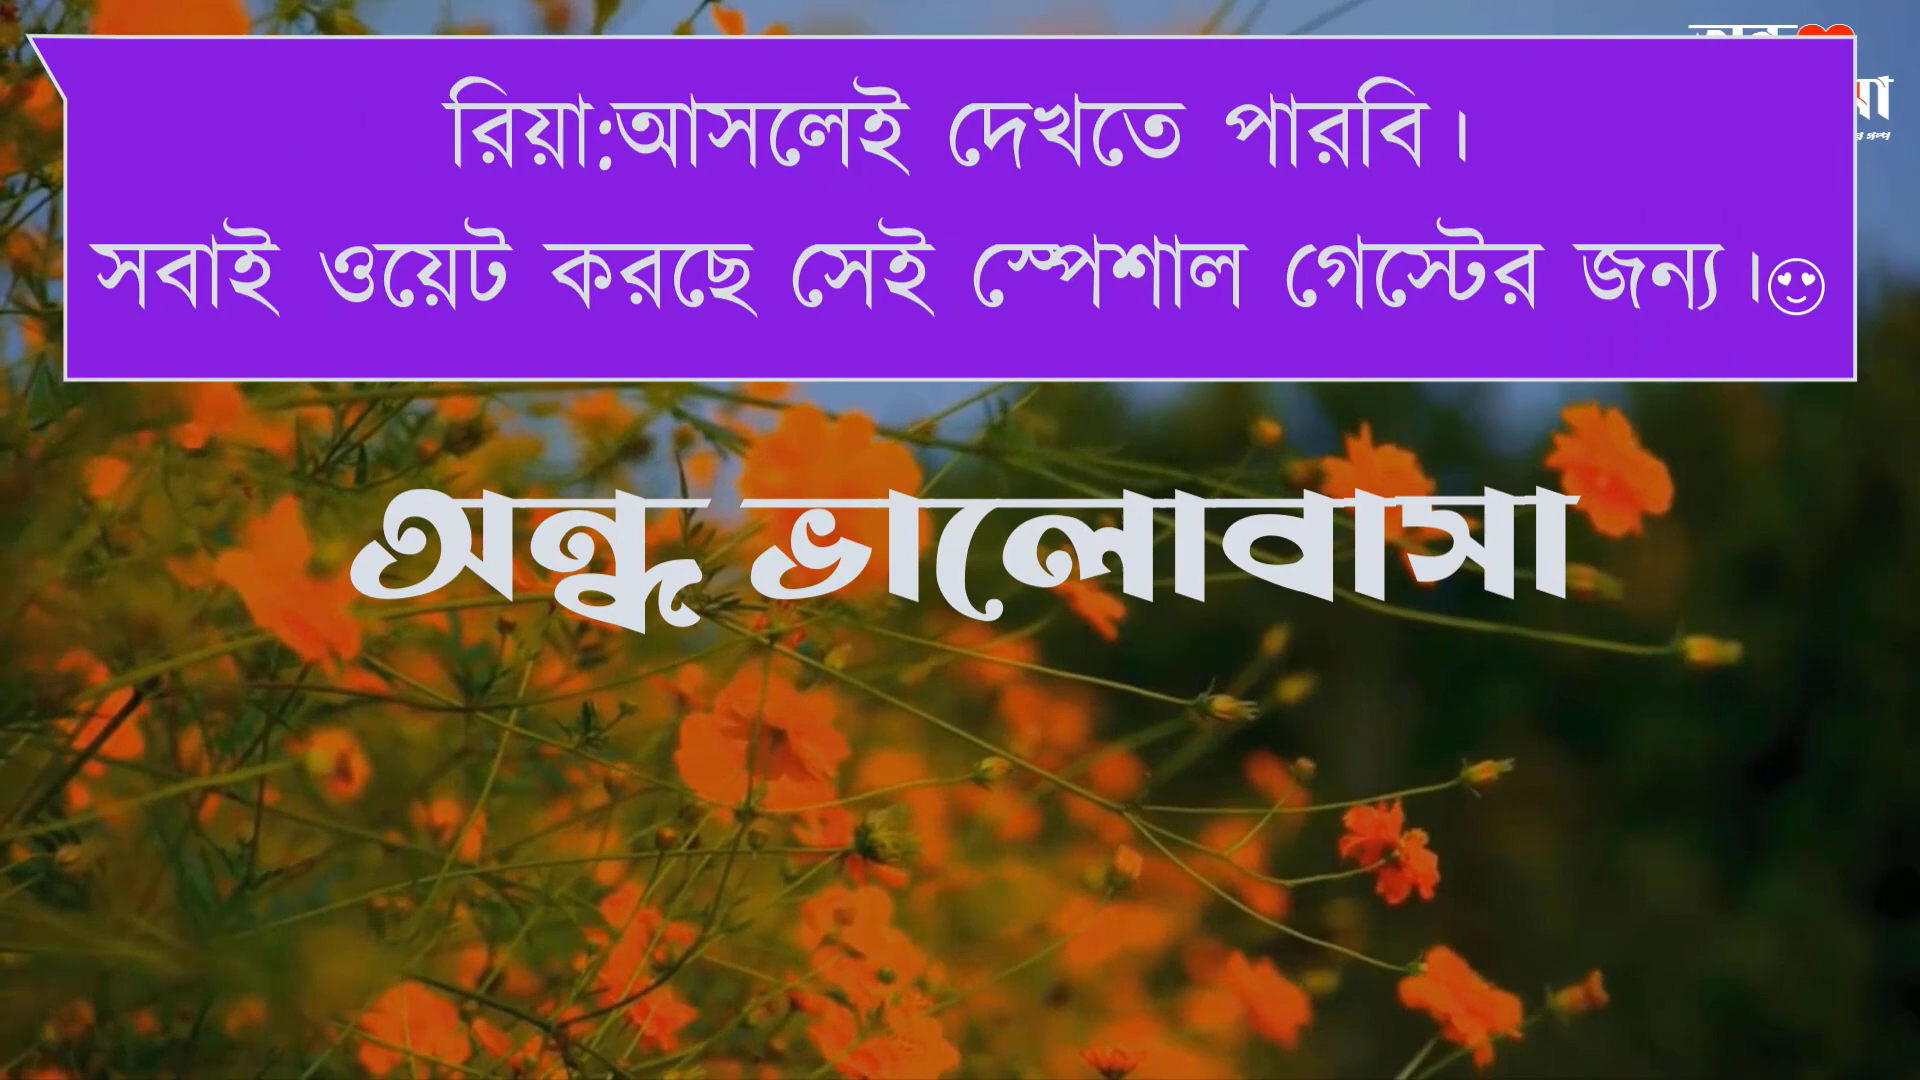 রিয়া:আসলেই দেখতে পারবি।
সবাই ওয়েট করছে সেই স্পেশাল গেস্টের জন্য।😍
অন্ধ ভালোবাসা